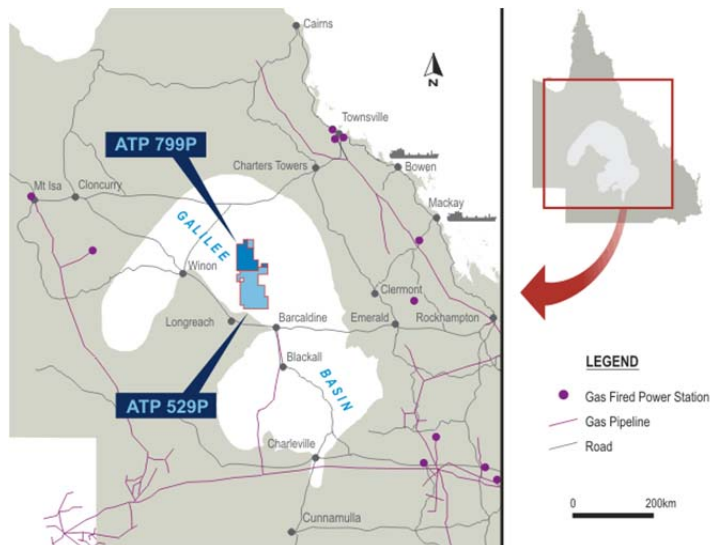 Cairns
N
Townsville
ATP 799P
Charters Towers
Bowen
Mt Isa
Cloncurry
Mackay
GALILEE
Winon
Clermont
Longreach
Barcaldine
Emerald
Rockhampton
Blackall
BASIN
ATP 529P
Charleville
Cunnamulla
LEGEND
Gas Fired Power Station
Gas Pipeline
Road
0 200km